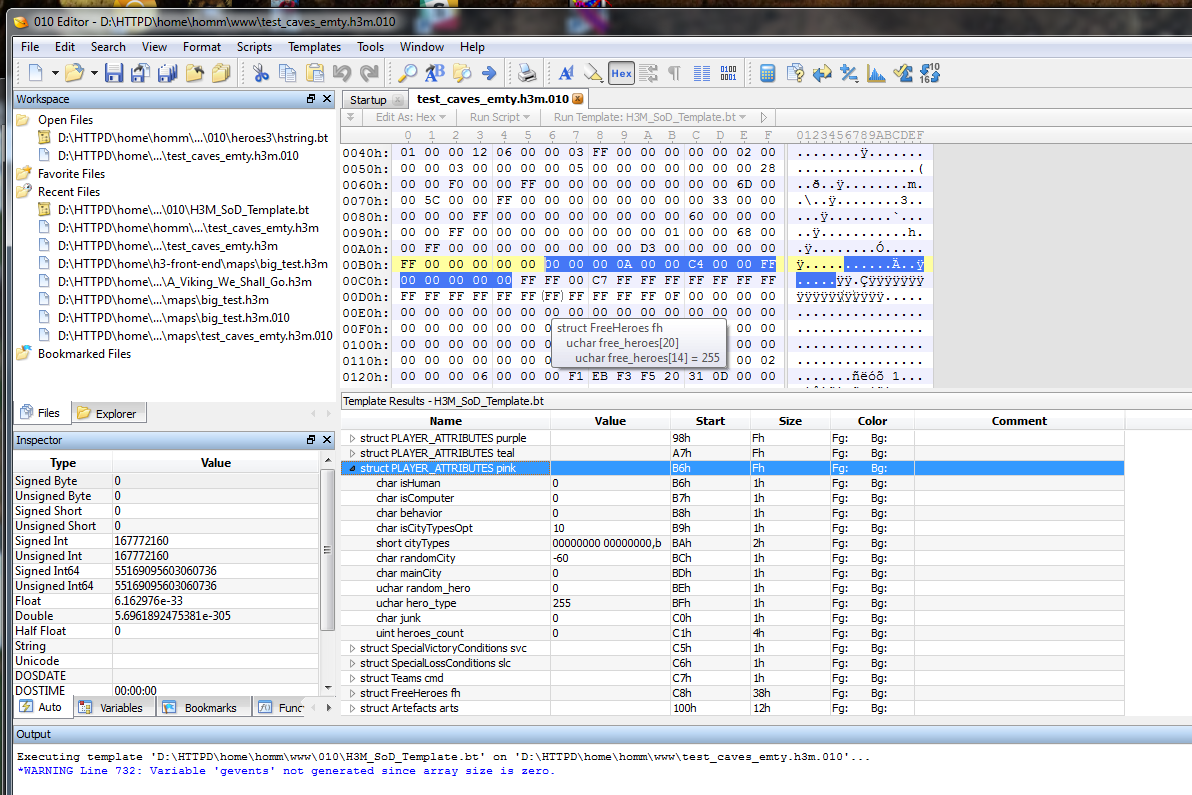 010 Editor - D:\HTTPD\home\homm\www\test_caves_emty.h3m.010
File Edit Search View Format Scripts Templates Tools Window Help
Workspace
Open Files
D:\HTTPD\home\homm\...\010\heroes3\hstring.bt
D:\HTTPD\home\...\test_caves_emty.h3m.010
Favorite Files
Recent Files
D:\HTTPD\home\...\010\H3M_SoD_Template.bt
D:\HTTPD\home\homm\...\test_caves_emty.h3m
D:\HTTPD\home\...\test_caves_emty.h3m
D:\HTTPD\home\h3-front-end\maps\big_test.h3m
D:\HTTPD\home\...\A_Viking_We_Shall_Go.h3m
D:\HTTPD\home\...\maps\big_test.h3m
D:\HTTPD\home\...\maps\big_test.h3m.010
D:\HTTPD\home\...\maps\test_caves_emty.h3m.010
Bookmarked Files
Files Explorer
Startup test_caves_emty.h3m.010
Edit As: Hex Run Script Run Template: H3M_SoD_Template.bt
0 1 2 3 4 5 6 7 8 9 A B C D E F 0123456789ABCDEF
0040h: 01 00 00 12 06 00 00 03 FF 00 00 00 00 00 02 00 ........ÿ.......
0050h: 00 00 03 00 00 00 00 05 00 00 00 00 00 00 00 28 ...............(
0060h: 00 00 F0 00 00 FF 00 00 00 00 00 00 00 00 6D 00 ..ð..ÿ........m.
0070h: 00 5C 00 00 FF 00 00 00 00 00 00 00 00 33 00 00 .\..ÿ........3..
0080h: 00 00 00 FF 00 00 00 00 00 00 00 00 60 00 00 00 ...ÿ........`...
0090h: 00 00 FF 00 00 00 00 00 00 00 01 00 00 68 00 00 ..ÿ..........h.
00A0h: 00 FF 00 00 00 00 00 00 00 00 D3 00 00 00 00 00 .ÿ........Ó.....
00B0h: FF 00 00 00 00 00 00 00 00 0A 00 00 C4 00 00 FF ÿ...........Ä..ÿ
00C0h: 00 00 00 00 00 FF FF 00 C7 FF FF FF FF FF FF FF .....ÿÿ.Çÿÿÿÿÿÿÿ
00D0h: FF FF FF FF FF FF (FF) FF FF FF FF 0F 00 00 00 00 ÿÿÿÿÿÿÿÿÿÿÿ.....
00E0h: 00 00 00 00 00 00 00 00 00 00 00 00 00 00 00 00 ................
00F0h: 00 00 00 00 00 00 00 00 ................
0100h: 00 00 00 00 00 00 00 00 ................
0110h: 00 00 00 00 00 00 00 02 ................
0120h: 00 00 00 06 00 00 00 F1 EB F3 F5 20 31 0D 00 00 .......ñëóõ 1...
struct FreeHeroes fh
uchar free_heroes[20]
uchar free_heroes[14] = 255
Template Results - H3M_SoD_Template.bt
Name Value Start Size Color Comment
struct PLAYER_ATTRIBUTES purple 98h Fh Fg: Bg:
struct PLAYER_ATTRIBUTES teal A7h Fh Fg: Bg:
struct PLAYER_ATTRIBUTES pink B6h Fh Fg: Bg:
char isHuman 0 B6h 1h Fg: Bg:
char isComputer 0 B7h 1h Fg: Bg:
char behavior 0 B8h 1h Fg: Bg:
char isCityTypesOpt 10 B9h 1h Fg: Bg:
short cityTypes 00000000 00000000,b BAh 2h Fg: Bg:
char randomCity -60 BCh 1h Fg: Bg:
char mainCity 0 BDh 1h Fg: Bg:
uchar random_hero 0 BEh 1h Fg: Bg:
uchar hero_type 255 BFh 1h Fg: Bg:
char junk 0 C0h 1h Fg: Bg:
uint heroes_count 0 C1h 4h Fg: Bg:
struct SpecialVictoryConditions svc C5h 1h Fg: Bg:
struct SpecialLossConditions slc C6h 1h Fg: Bg:
struct Teams cmd C7h 1h Fg: Bg:
struct FreeHeroes fh C8h 38h Fg: Bg:
struct Artefacts arts 100h 12h Fg: Bg:
Inspector
Type Value
Signed Byte 0
Unsigned Byte 0
Signed Short 0
Unsigned Short 0
Signed Int 167772160
Unsigned Int 167772160
Signed Int64 55169095603060736
Unsigned Int64 55169095603060736
Float 6.162976e-33
Double 5.6961892475381e-305
Half Float 0
String
Unicode
DOSDATE
DOSTIME 00:00:00
Auto Variables Bookmarks Func
Output
Executing template 'D:\HTTPD\home\homm\www\010\H3M_SoD_Template.bt' on 'D:\HTTPD\home\homm\www\test_caves_emty.h3m.010'...
*WARNING Line 732: Variable 'gevents' not generated since array size is zero.